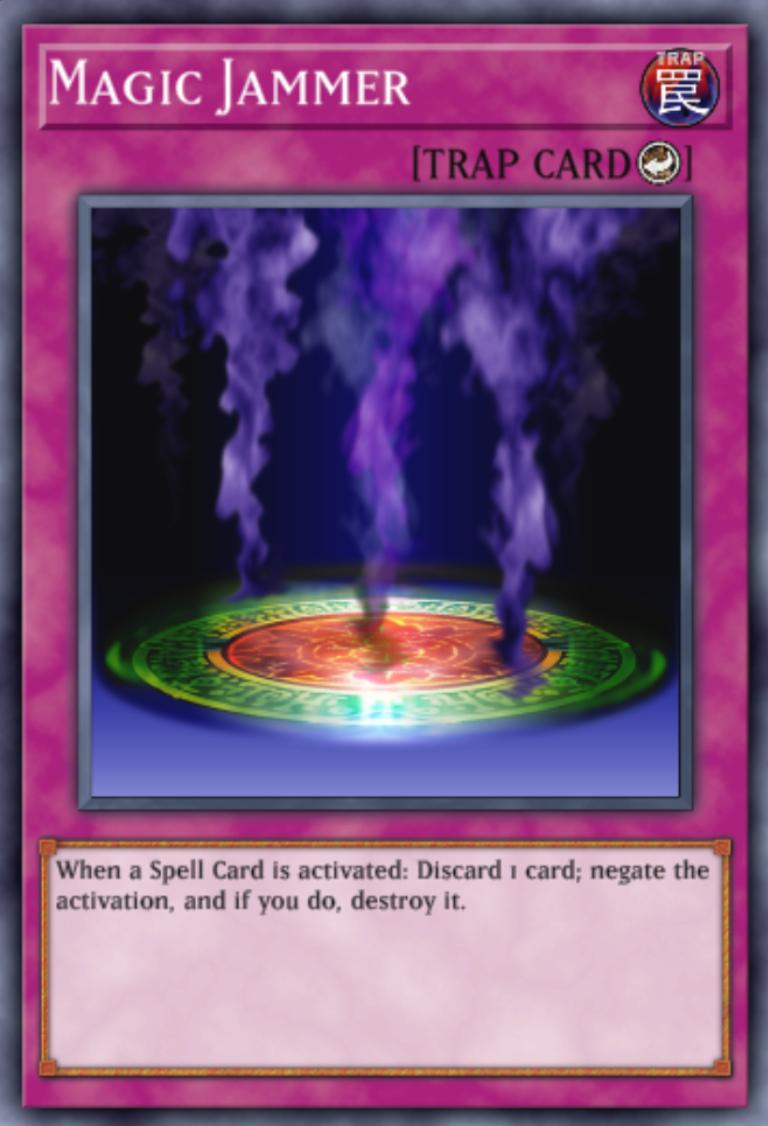 MAGIC JAMMER
TRAP
罠
[TRAP CARD]
When a Spell Card is activated: Discard 1 card; negate the
activation, and if you do, destroy it.